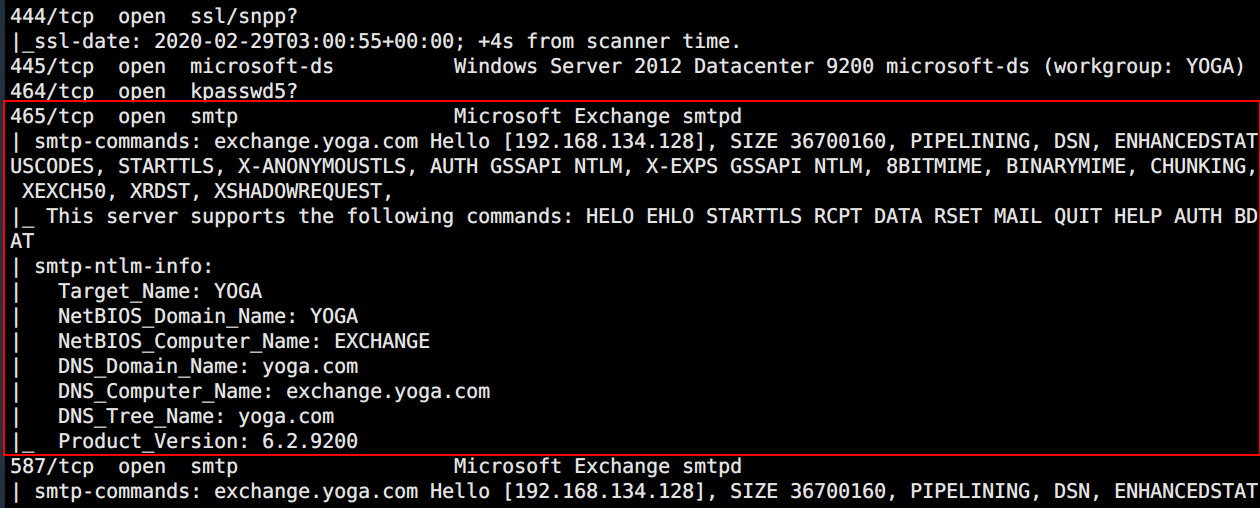 444/tcp  open  ssl/snpp?
|_ssl-date: 2020-02-29T03:00:55+00:00; +4s from scanner time.
445/tcp  open  microsoft-ds          Windows Server 2012 Datacenter 9200 microsoft-ds (workgroup: YOGA)
464/tcp  open  kpasswd5?
465/tcp  open  smtp                  Microsoft Exchange smtpd
| smtp-commands: exchange.yoga.com Hello [192.168.134.128], SIZE 36700160, PIPELINING, DSN, ENHANCEDSTAT
USCODES, STARTTLS, X-ANONYMOUSTLS, AUTH GSSAPI NTLM, X-EXPS GSSAPI NTLM, 8BITMIME, BINARYMIME, CHUNKING,
 XEXCH50, XRDST, XSHADOWREQUEST,
|_ This server supports the following commands: HELO EHLO STARTTLS RCPT DATA RSET MAIL QUIT HELP AUTH BD
AT
| smtp-ntlm-info:
|   Target_Name: YOGA
|   NetBIOS_Domain_Name: YOGA
|   NetBIOS_Computer_Name: EXCHANGE
|   DNS_Domain_Name: yoga.com
|   DNS_Computer_Name: exchange.yoga.com
|   DNS_Tree_Name: yoga.com
|_  Product_Version: 6.2.9200
587/tcp  open  smtp                  Microsoft Exchange smtpd
| smtp-commands: exchange.yoga.com Hello [192.168.134.128], SIZE 36700160, PIPELINING, DSN, ENHANCEDSTAT